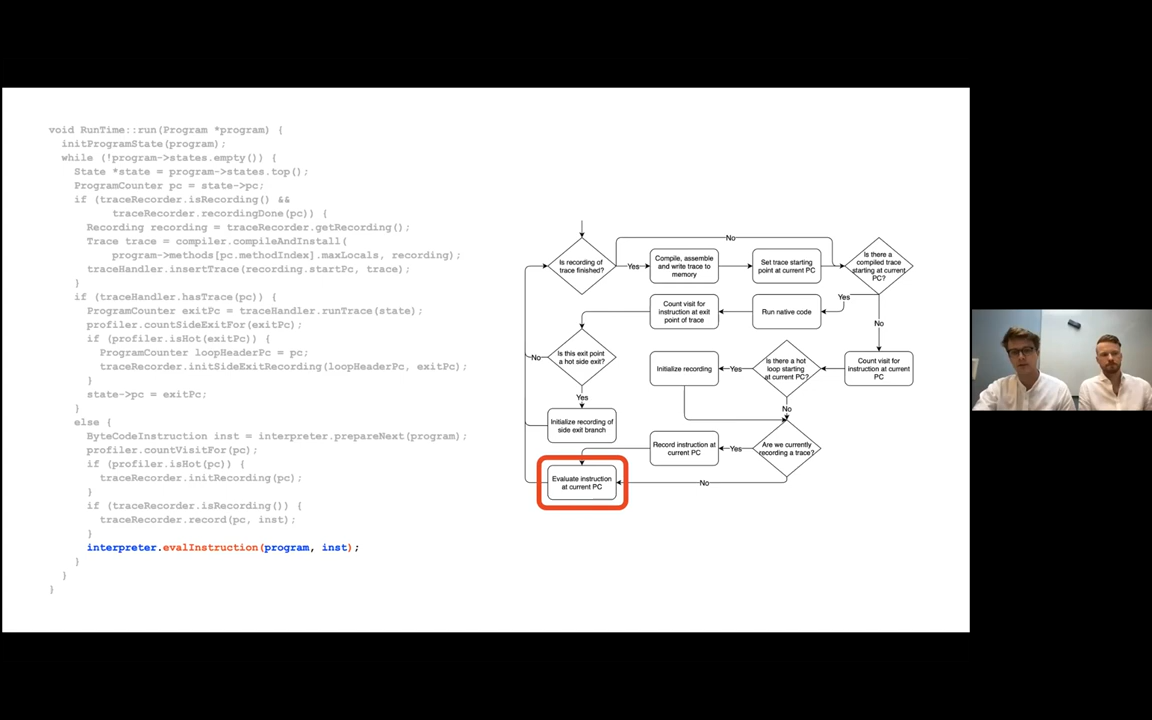 void RunTime::run(Program *program) {
initProgramState(program);
while (!program->states.empty()) {
State *state = program->states.top();
ProgramCounter pc = state->pc;
if (traceRecorder.isRecording() &&
traceRecorder.recordingDone(pc)) {
Recording recording = traceRecorder.getRecording();
Trace trace = compiler.compileAndInstall(
program->methods[pc.methodIndex].maxLocals, recording);
traceHandler.insertTrace(recording.startPc, trace);
}
if (traceHandler.hasTrace(pc)) {
ProgramCounter exitPc = traceHandler.runTrace(state);
profiler.countSideExitFor(exitPc);
if (profiler.isHot(exitPc)) {
ProgramCounter loopHeaderPc = pc;
traceRecorder.initSideExitRecording(loopHeaderPc, exitPc);
}
state->pc = exitPc;
}
else {
ByteCodeInstruction inst = interpreter.prepareNext(program);
profiler.countVisitFor(pc);
if (profiler.isHot(pc)) {
traceRecorder.initRecording(pc);
}
if (traceRecorder.isRecording()) {
traceRecorder.record(pc, inst);
}
interpreter.evalInstruction(program, inst);
}
}
}
No
Is recording of
trace finished?
Yes
Compile, assemble
and write trace to
memory
Set trace starting
point at current PC
Is there a
compiled trace
starting at current
PC?
Yes
No
Run native code
Count visit for
instruction at exit
point of trace
Is this exit point
a hot side exit?
No
Yes
Initialize recording of
side exit branch
Count visit for
instruction at current
PC
Is there a hot
loop starting
at current PC?
Yes
No
Initialize recording
Are we currently
recording a trace?
Yes
No
Record instruction at
current PC
Evaluate instruction
at current PC